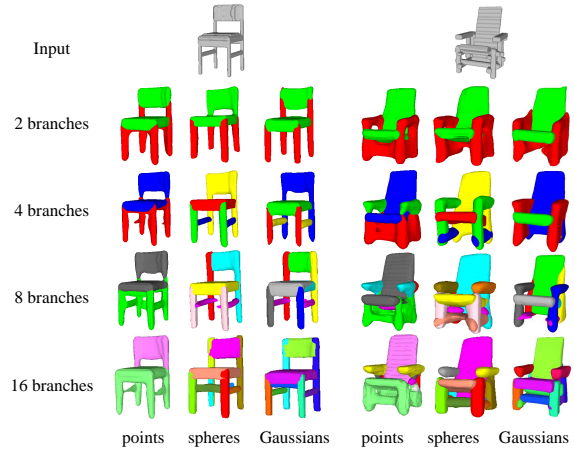 Input
2 branches
4 branches
8 branches
16 branches
points spheres Gaussians points spheres Gaussians